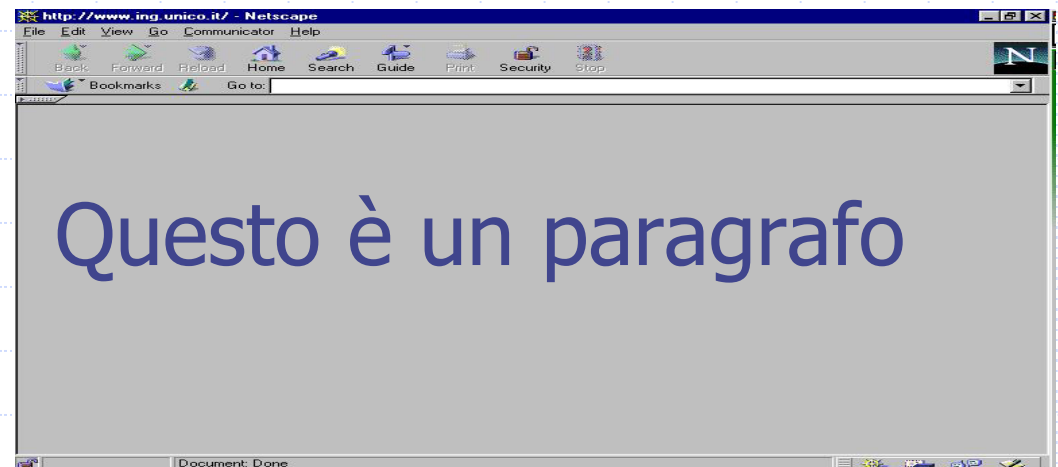 http://www.ing.unico.it/ - Netscape
File Edit View Go Communicator Help
Back Forward Reload Home Search Guide Print Security Stop
N
Bookmarks Go to:
Questo è un paragrafo
Document: Done